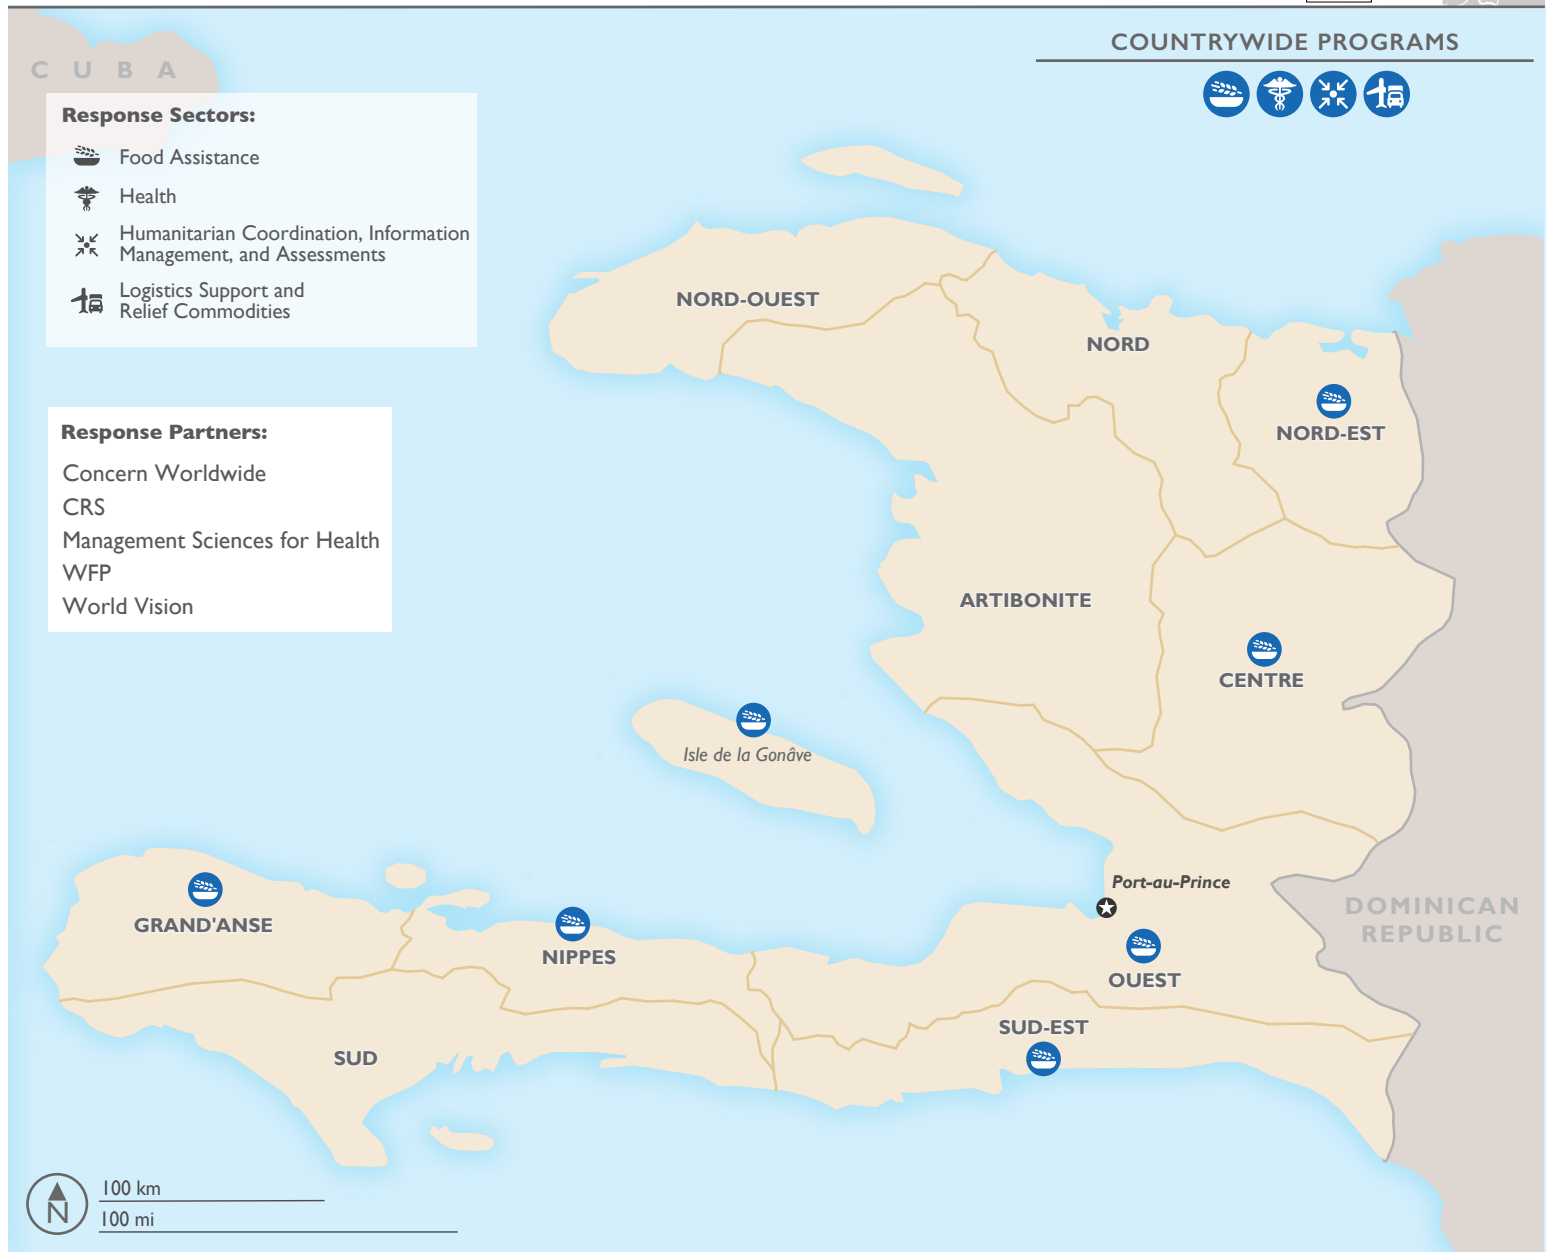 COUNTRYWIDE PROGRAMS
CUBA
Response Sectors:
Food Assistance
Health
Humanitarian Coordination, Information
Management, and Assessments
Logistics Support and
Relief Commodities
Response Partners:
Concern Worldwide
CRS
Management Sciences for Health
WFP
World Vision
NORD-OUEST
NORD
NORD-EST
ARTIBONITE
CENTRE
Isle de la Gonâve
Port-au-Prince
GRAND'ANSE
NIPPES
OUEST
DOMINICAN
REPUBLIC
SUD-EST
SUD
N
100 km
100 mi